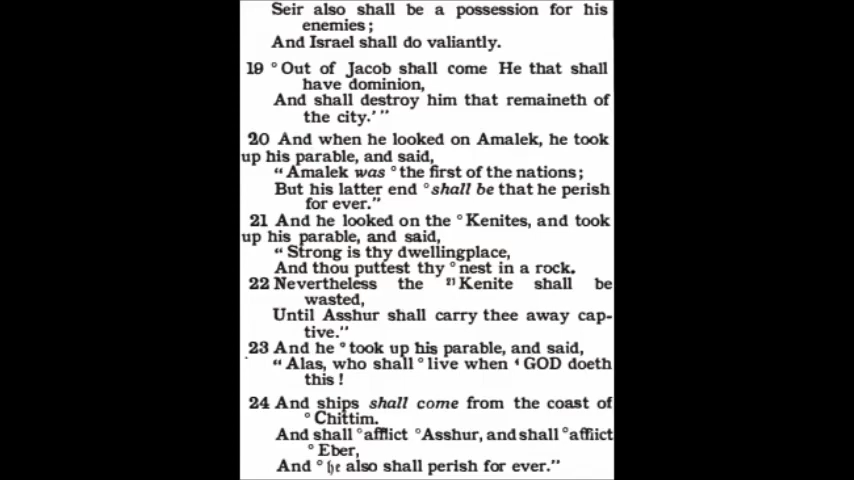 Seir also shall be a possession for his
enemies;
And Israel shall do valiantly.
19 °Out of Jacob shall come He that shall
have dominion,
And shall destroy him that remaineth of
the city.’”
20 And when he looked on Amalek, he took
up his parable, and said,
“Amalek was °the first of the nations;
But his latter end °shall be that he perish
for ever.”
21 And he looked on the °Kenites, and took
up his parable, and said,
“Strong is thy dwellingplace,
And thou puttest thy °nest in a rock.
22 Nevertheless the ²¹Kenite shall be
wasted,
Until Asshur shall carry thee away cap-
tive.”
23 And he °took up his parable, and said,
“Alas, who shall °live when ⁴GOD doeth
this!
24 And ships shall come from the coast of
°Chittim.
And shall °afflict °Asshur, and shall °afflict
°Eber,
And °he also shall perish for ever.”